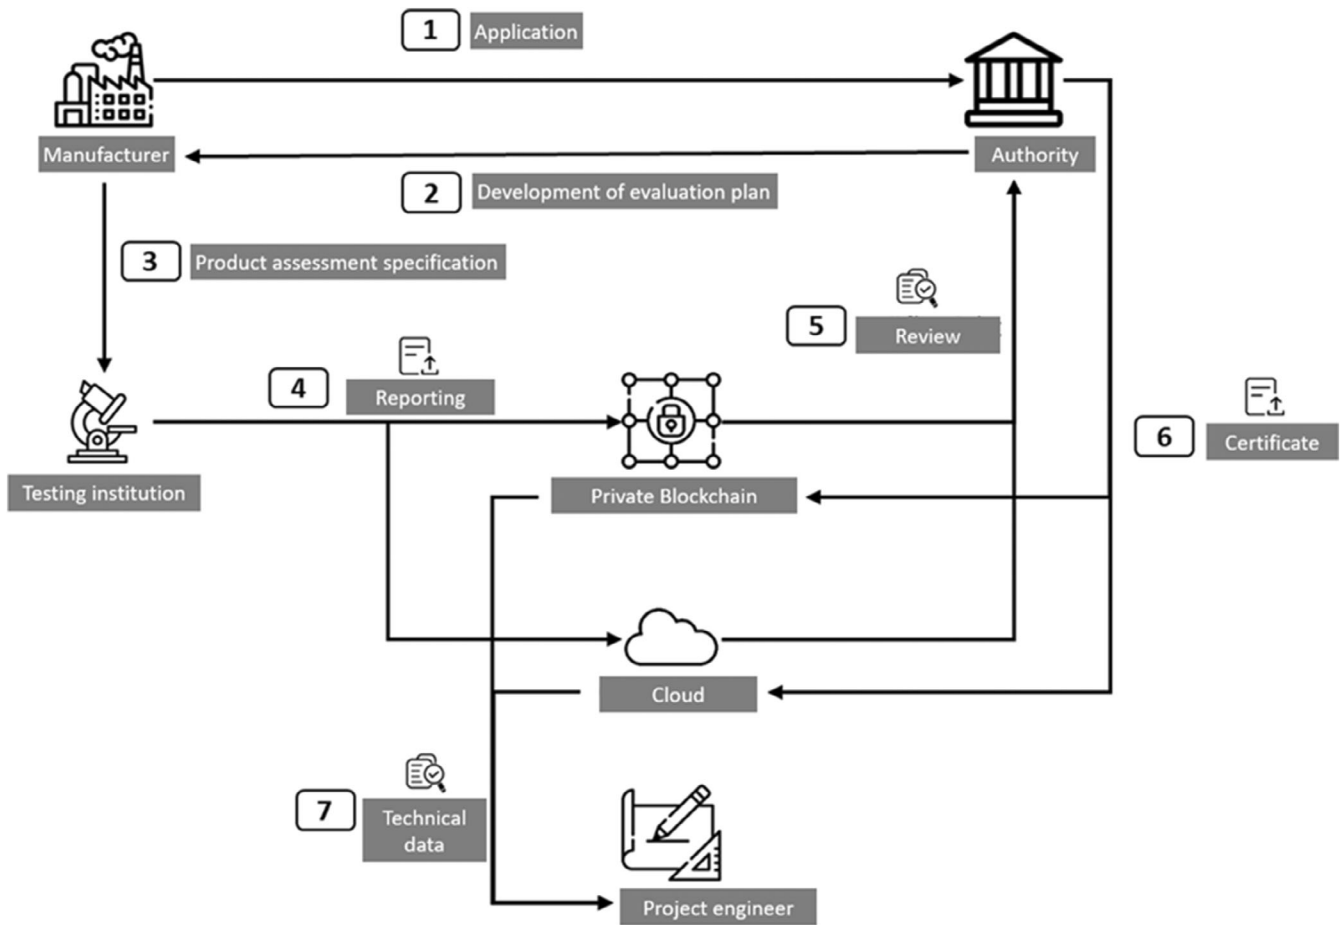 1
Application
Manufacturer
Authority
2
Development of evaluation plan
3
Product assessment specification
5
Review
4
Reporting
6
Certificate
Testing institution
Private Blockchain
Cloud
7
Technical
data
Project engineer